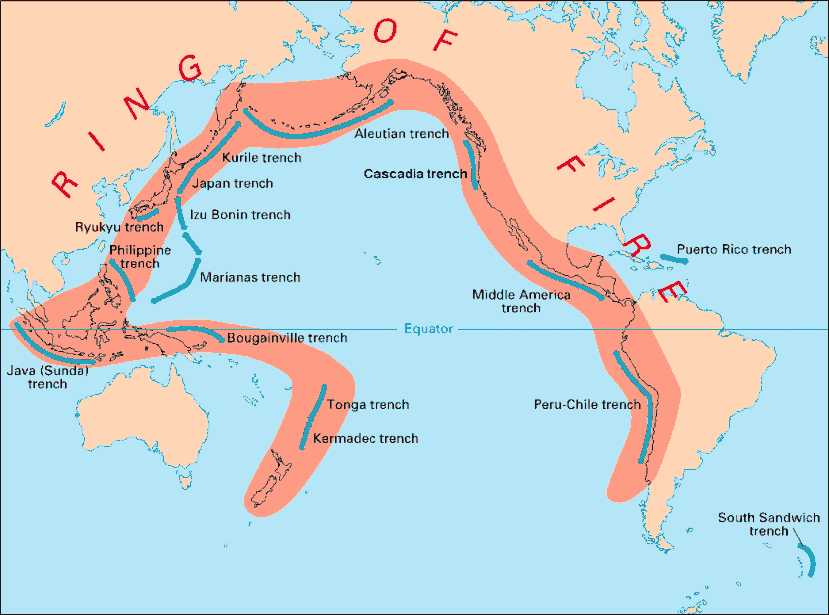 RING OF FIRE
Aleutian trench
Kurile trench
Cascadia trench
Japan trench
Izu Bonin trench
Ryukyu trench
Philippine
trench
Puerto Rico trench
Marianas trench
Middle America
trench
Equator
Bougainville trench
Java (Sunda)
trench
Tonga trench
Peru-Chile trench
Kermadec trench
South Sandwich
trench